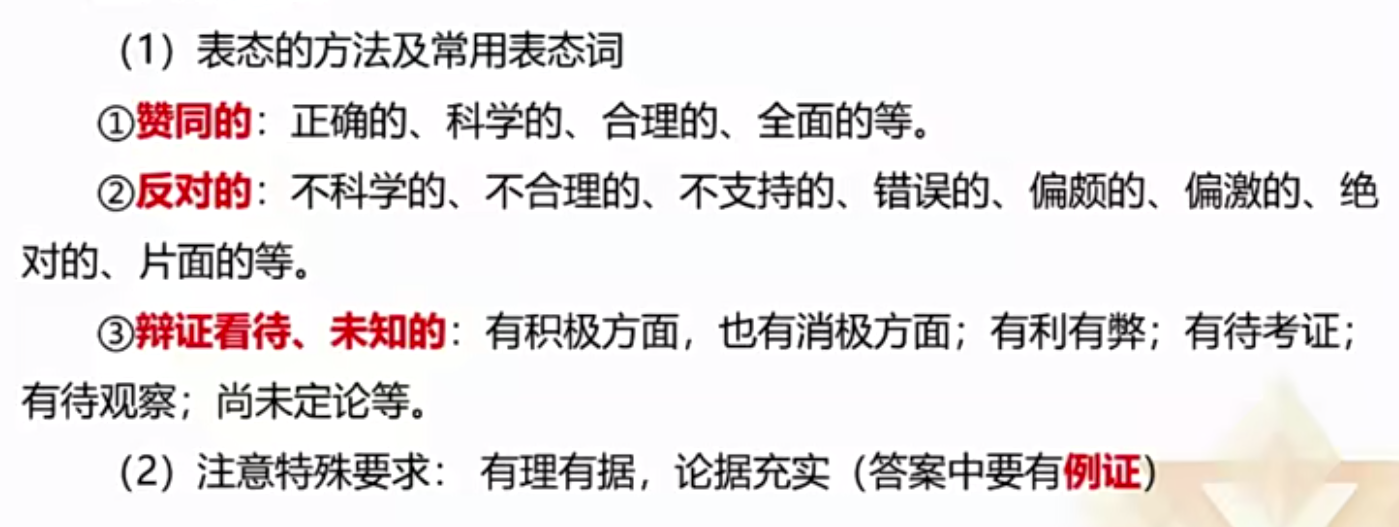 （1）表态的方法及常用表态词
①赞同的：正确的、科学的、合理的、全面的等。
②反对的：不科学的、不合理的、不支持的、错误的、偏颇的、偏激的、绝
对的、片面的等。
③辩证看待、未知的：有积极方面，也有消极方面；有利有弊；有待考证；
有待观察；尚未定论等。
（2）注意特殊要求： 有理有据，论据充实（答案中要有例证）